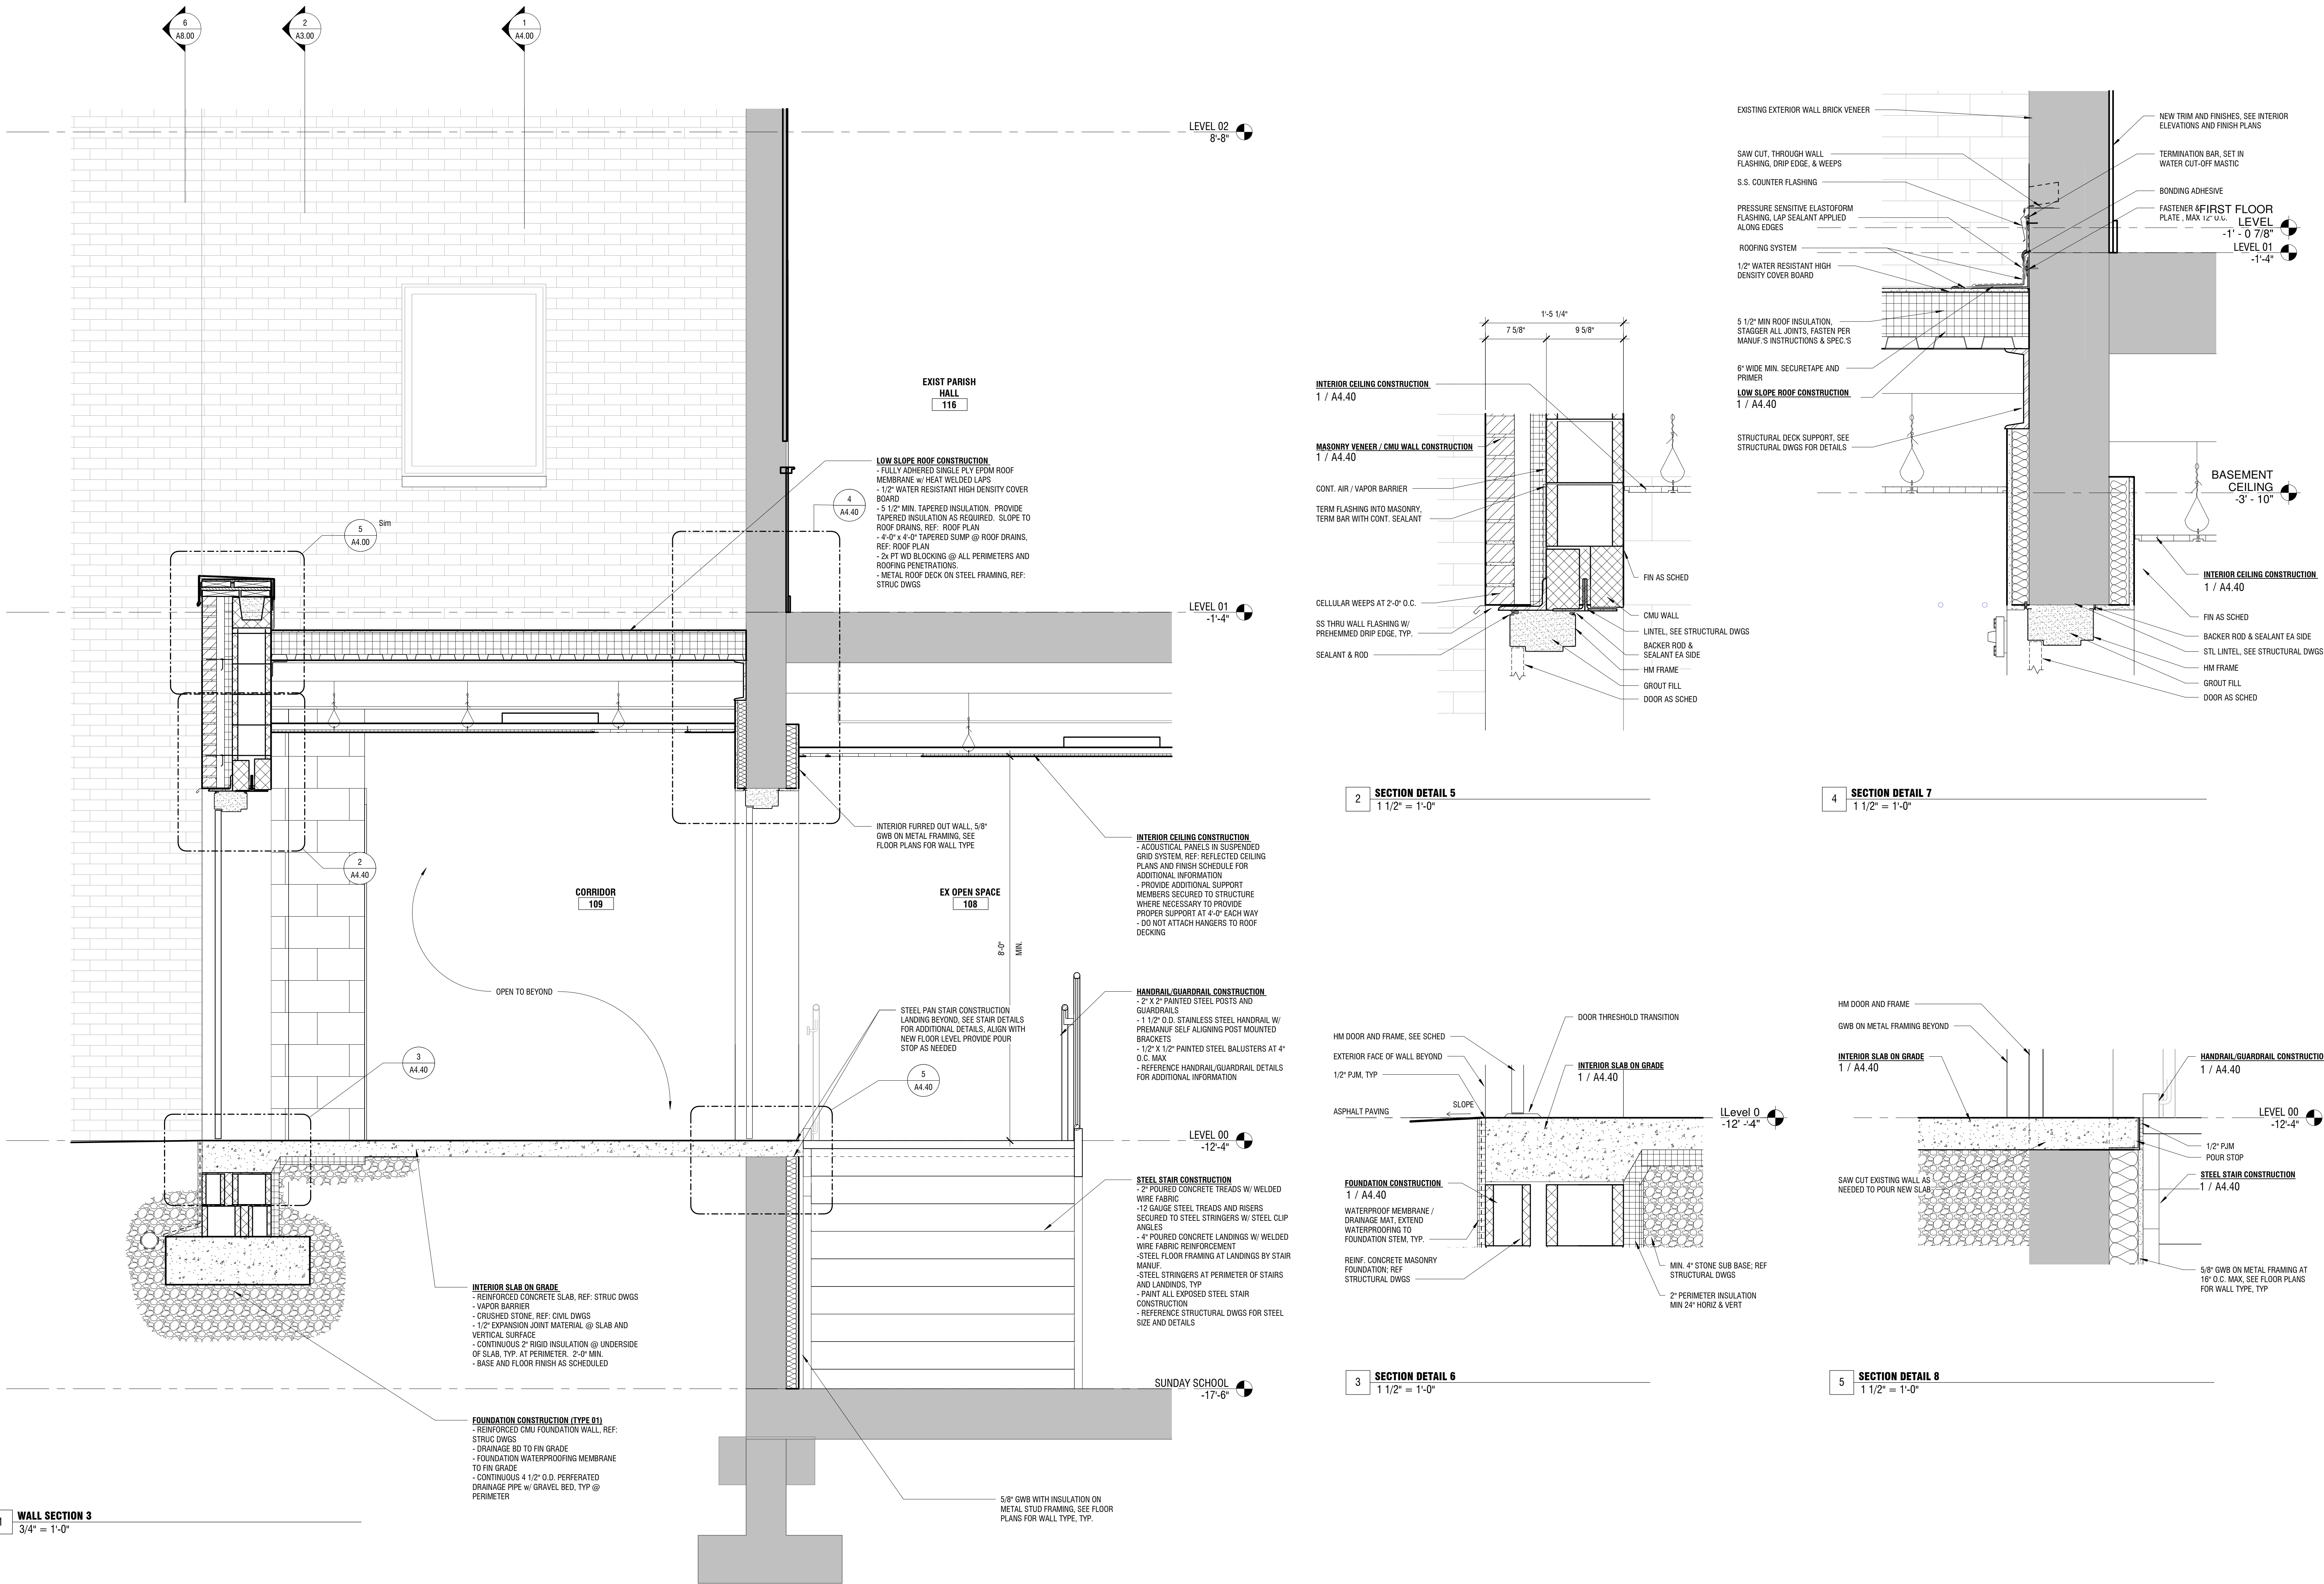 6
A8.00
2
A3.00
1
A4.00
LEVEL 02
8'-8"
EXIST PARISH
HALL
116
LOW SLOPE ROOF CONSTRUCTION
- FULLY ADHERED SINGLE PLY EPDM ROOF
MEMBRANE w/ HEAT WELDED LAPS
- 1/2" WATER RESISTANT HIGH DENSITY COVER
BOARD
- 5 1/2" MIN. TAPERED INSULATION. PROVIDE
TAPERED INSULATION AS REQUIRED. SLOPE TO
ROOF DRAINS, REF: ROOF PLAN
- 4'-0" x 4'-0" TAPERED SUMP @ ROOF DRAINS,
REF: ROOF PLAN
- 2x PT WD BLOCKING @ ALL PERIMETERS AND
ROOFING PENETRATIONS.
- METAL ROOF DECK ON STEEL FRAMING, REF:
STRUC DWGS
4
A4.40
5
A4.00
Sim
LEVEL 01
-1'-4"
INTERIOR FURRED OUT WALL, 5/8"
GWB ON METAL FRAMING, SEE
FLOOR PLANS FOR WALL TYPE
2
A4.40
CORRIDOR
109
EX OPEN SPACE
108
8'-0"
MIN.
INTERIOR CEILING CONSTRUCTION
- ACOUSTICAL PANELS IN SUSPENDED
GRID SYSTEM, REF: REFLECTED CEILING
PLANS AND FINISH SCHEDULE FOR
ADDITIONAL INFORMATION
- PROVIDE ADDITIONAL SUPPORT
MEMBERS SECURED TO STRUCTURE
WHERE NECESSARY TO PROVIDE
PROPER SUPPORT AT 4'-0" EACH WAY
- DO NOT ATTACH HANGERS TO ROOF
DECKING
OPEN TO BEYOND
STEEL PAN STAIR CONSTRUCTION
LANDING BEYOND, SEE STAIR DETAILS
FOR ADDITIONAL DETAILS, ALIGN WITH
NEW FLOOR LEVEL PROVIDE POUR
STOP AS NEEDED
HANDRAIL/GUARDRAIL CONSTRUCTION
- 2" X 2" PAINTED STEEL POSTS AND
GUARDRAILS
- 1 1/2" O.D. STAINLESS STEEL HANDRAIL W/
PREMANUF SELF ALIGNING POST MOUNTED
BRACKETS
- 1/2" X 1/2" PAINTED STEEL BALUSTERS AT 4"
O.C. MAX
- REFERENCE HANDRAIL/GUARDRAIL DETAILS
FOR ADDITIONAL INFORMATION
3
A4.40
5
A4.40
LEVEL 00
-12'-4"
STEEL STAIR CONSTRUCTION
- 2" POURED CONCRETE TREADS W/ WELDED
WIRE FABRIC
-12 GAUGE STEEL TREADS AND RISERS
SECURED TO STEEL STRINGERS W/ STEEL CLIP
ANGLES
- 4" POURED CONCRETE LANDINGS W/ WELDED
WIRE FABRIC REINFORCEMENT
-STEEL FLOOR FRAMING AT LANDINGS BY STAIR
MANUF.
-STEEL STRINGERS AT PERIMETER OF STAIRS
AND LANDINDS, TYP
- PAINT ALL EXPOSED STEEL STAIR
CONSTRUCTION
- REFERENCE STRUCTURAL DWGS FOR STEEL
SIZE AND DETAILS
INTERIOR SLAB ON GRADE
- REINFORCED CONCRETE SLAB, REF: STRUC DWGS
- VAPOR BARRIER
- CRUSHED STONE, REF: CIVIL DWGS
- 1/2" EXPANSION JOINT MATERIAL @ SLAB AND
VERTICAL SURFACE
- CONTINUOUS 2" RIGID INSULATION @ UNDERSIDE
OF SLAB, TYP. AT PERIMETER. 2'-0" MIN.
- BASE AND FLOOR FINISH AS SCHEDULED
SUNDAY SCHOOL
-17'-6"
FOUNDATION CONSTRUCTION (TYPE 01)
- REINFORCED CMU FOUNDATION WALL, REF:
STRUC DWGS
- DRAINAGE BD TO FIN GRADE
- FOUNDATION WATERPROOFING MEMBRANE
TO FIN GRADE
- CONTINUOUS 4 1/2" O.D. PERFORATED
DRAINAGE PIPE w/ GRAVEL BED, TYP @
PERIMETER
5/8" GWB WITH INSULATION ON
METAL STUD FRAMING, SEE FLOOR
PLANS FOR WALL TYPE, TYP.
WALL SECTION 3
3/4" = 1'-0"
1'-5 1/4"
7 5/8"
9 5/8"
INTERIOR CEILING CONSTRUCTION
1 / A4.40
MASONRY VENEER / CMU WALL CONSTRUCTION
1 / A4.40
CONT. AIR / VAPOR BARRIER
TERM FLASHING INTO MASONRY,
TERM BAR WITH CONT. SEALANT
CELLULAR WEEPS AT 2'-0" O.C.
SS THRU WALL FLASHING W/
PREHEMMED DRIP EDGE, TYP.
SEALANT & ROD
FIN AS SCHED
CMU WALL
LINTEL, SEE STRUCTURAL DWGS
BACKER ROD &
SEALANT EA SIDE
HM FRAME
GROUT FILL
DOOR AS SCHED
2
SECTION DETAIL 5
1 1/2" = 1'-0"
EXISTING EXTERIOR WALL BRICK VENEER
SAW CUT, THROUGH WALL
FLASHING, DRIP EDGE, & WEEPS
S.S. COUNTER FLASHING
PRESSURE SENSITIVE ELASTOFORM
FLASHING, LAP SEALANT APPLIED
ALONG EDGES
ROOFING SYSTEM
1/2" WATER RESISTANT HIGH
DENSITY COVER BOARD
5 1/2" MIN ROOF INSULATION,
STAGGER ALL JOINTS, FASTEN PER
MANUF.'S INSTRUCTIONS & SPEC.'S
6" WIDE MIN. SECURETAPE AND
PRIMER
LOW SLOPE ROOF CONSTRUCTION
1 / A4.40
STRUCTURAL DECK SUPPORT, SEE
STRUCTURAL DWGS FOR DETAILS
NEW TRIM AND FINISHES, SEE INTERIOR
ELEVATIONS AND FINISH PLANS
TERMINATION BAR, SET IN
WATER CUT-OFF MASTIC
BONDING ADHESIVE
FASTENER &
PLATE , MAX 12" O.C.
FIRST FLOOR
LEVEL
-1' - 0 7/8"
LEVEL 01
-1'-4"
BASEMENT
CEILING
-3' - 10"
INTERIOR CEILING CONSTRUCTION
1 / A4.40
FIN AS SCHED
BACKER ROD & SEALANT EA SIDE
STL LINTEL, SEE STRUCTURAL DWGS
HM FRAME
GROUT FILL
DOOR AS SCHED
4
SECTION DETAIL 7
1 1/2" = 1'-0"
HM DOOR AND FRAME, SEE SCHED
EXTERIOR FACE OF WALL BEYOND
1/2" PJM, TYP
ASPHALT PAVING
SLOPE
DOOR THRESHOLD TRANSITION
INTERIOR SLAB ON GRADE
1 / A4.40
Level 0
-12' -4"
FOUNDATION CONSTRUCTION
1 / A4.40
WATERPROOF MEMBRANE /
DRAINAGE MAT, EXTEND
WATERPROOFING TO
FOUNDATION STEM, TYP.
REINF. CONCRETE MASONRY
FOUNDATION; REF
STRUCTURAL DWGS
MIN. 4" STONE SUB BASE; REF
STRUCTURAL DWGS
2" PERIMETER INSULATION
MIN 24" HORIZ & VERT
3
SECTION DETAIL 6
1 1/2" = 1'-0"
HM DOOR AND FRAME
GWB ON METAL FRAMING BEYOND
INTERIOR SLAB ON GRADE
1 / A4.40
SAW CUT EXISTING WALL AS
NEEDED TO POUR NEW SLAB
HANDRAIL/GUARDRAIL CONSTRUCTIO
1 / A4.40
LEVEL 00
-12'-4"
1/2" PJM
POUR STOP
STEEL STAIR CONSTRUCTION
1 / A4.40
5/8" GWB ON METAL FRAMING AT
16" O.C. MAX, SEE FLOOR PLANS
FOR WALL TYPE, TYP
5
SECTION DETAIL 8
1 1/2" = 1'-0"